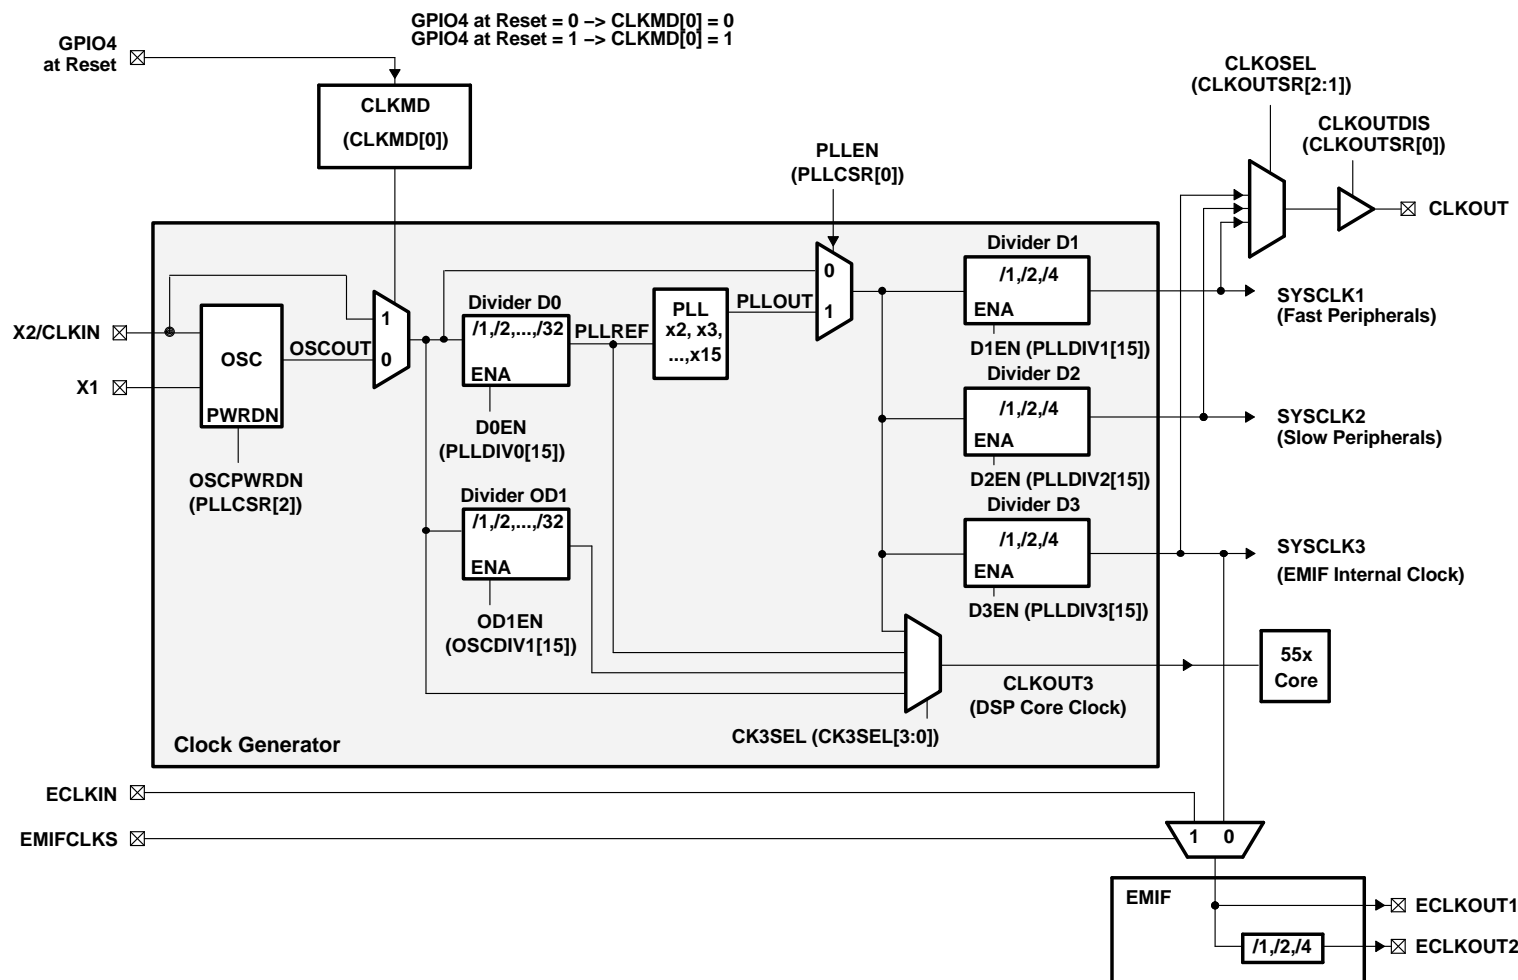 GPIO4 at Reset = 0 –> CLKMD[0] = 0
GPIO4 at Reset = 1 –> CLKMD[0] = 1
GPIO4
at Reset
CLKMD
(CLKMD[0])
CLKOSEL
(CLKOUTSR[2:1])
CLKOUTDIS
(CLKOUTSR[0])
PLLEN
(PLLCSR[0])
CLKOUT
X2/CLKIN
X1
OSC
PWRDN
OSCOUT
1
0
OSCPWRDN
(PLLCSR[2])
Divider D0
/1,/2,...,/32
ENA
D0EN
(PLLDIV0[15])
PLLREF
PLL
x2, x3,
...,x15
PLLOUT
0
1
Divider OD1
/1,/2,...,/32
ENA
OD1EN
(OSCDIV1[15])
Divider D1
/1,/2,/4
ENA
D1EN (PLLDIV1[15])
Divider D2
/1,/2,/4
ENA
D2EN (PLLDIV2[15])
Divider D3
/1,/2,/4
ENA
D3EN (PLLDIV3[15])
SYSCLK1
(Fast Peripherals)
SYSCLK2
(Slow Peripherals)
SYSCLK3
(EMIF Internal Clock)
CLKOUT3
(DSP Core Clock)
55x
Core
CK3SEL (CK3SEL[3:0])
Clock Generator
ECLKIN
EMIFCLKS
1 0
EMIF
/1,/2,/4
ECLKOUT1
ECLKOUT2